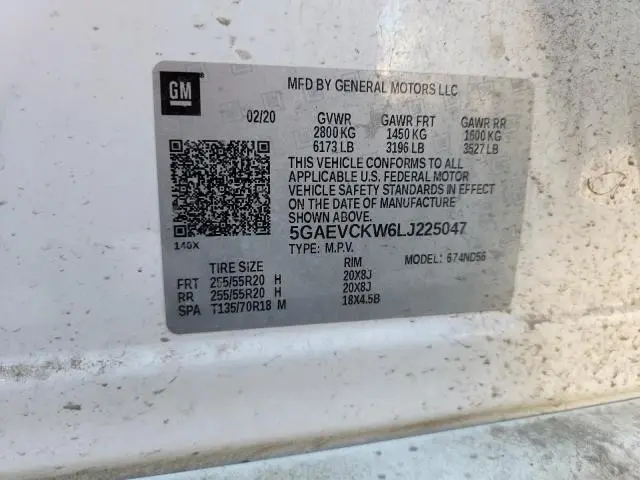 GM
MFD BY GENERAL MOTORS LLC
02/20 GVWR GAWR FRT GAWR RR
2800 KG 1450 KG 1600 KG
6173 LB 3196 LB 3527 LB
THIS VEHICLE CONFORMS TO ALL
APPLICABLE U.S. FEDERAL MOTOR
VEHICLE SAFETY STANDARDS IN EFFECT
ON THE DATE OF MANUFACTURE
SHOWN ABOVE.
5GAEVCKW6LJ225047
140X
TYPE: M.P.V. MODEL: 674ND56
TIRE SIZE RIM
FRT 255/55R20 H 20X8J
RR 255/55R20 H 20X8J
SPA T135/70R18 M 18X4.5B